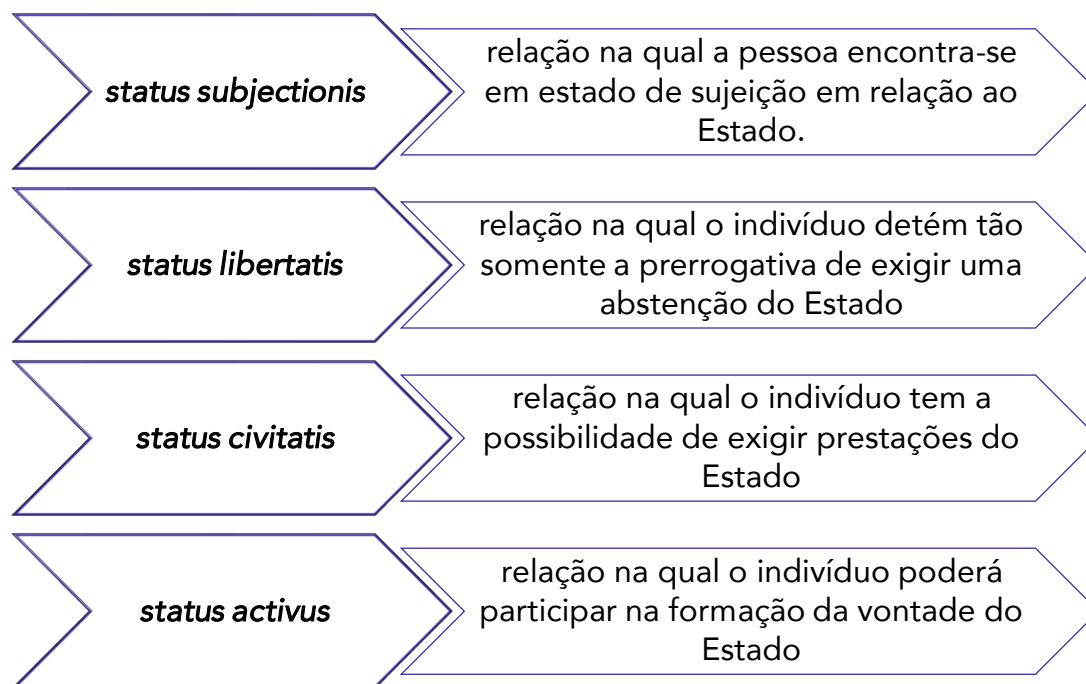 status subjectionis
relação na qual a pessoa encontra-se
em estado de sujeição em relação ao
Estado.
status libertatis
relação na qual o indivíduo detém tão
somente a prerrogativa de exigir uma
abstenção do Estado
status civitatis
relação na qual o indivíduo tem a
possibilidade de exigir prestações do
Estado
status activus
relação na qual o indivíduo poderá
participar na formação da vontade do
Estado